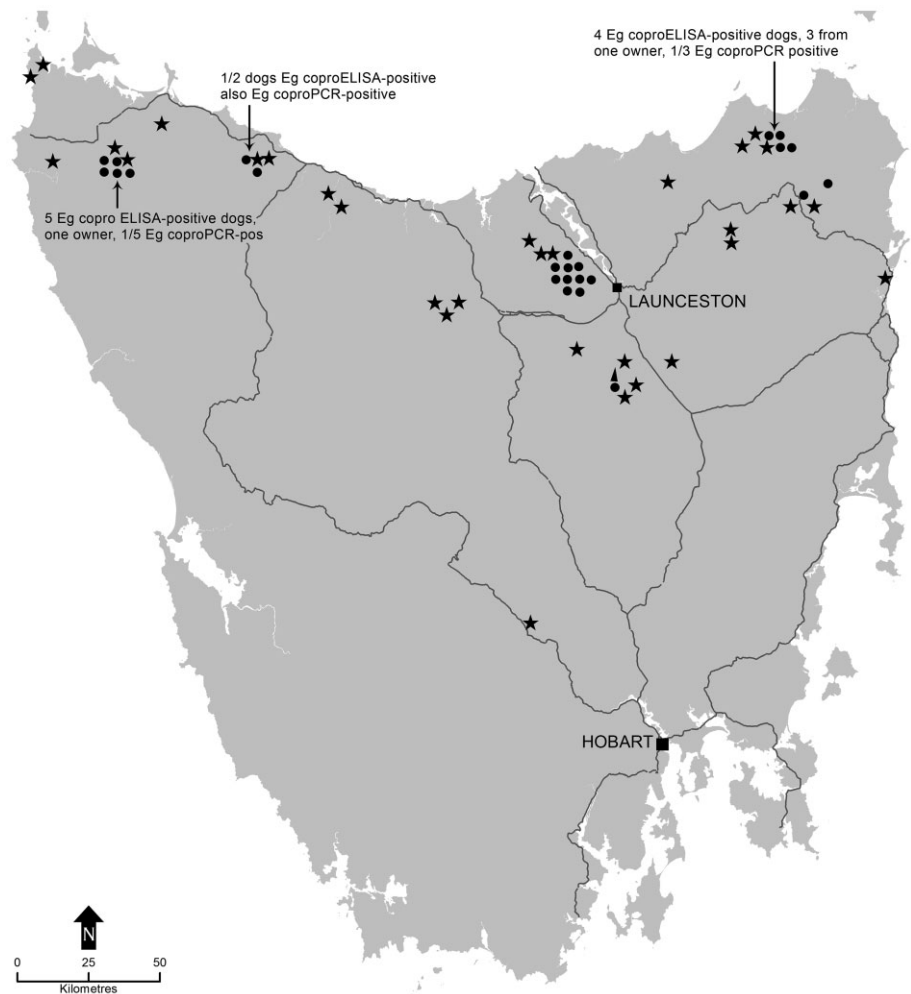 4 Eg coproELISA-positive dogs, 3 from
one owner, 1/3 Eg coproPCR positive
1/2 dogs Eg coproELISA-positive
also Eg coproPCR-positive
5 Eg copro ELISA-positive dogs,
one owner, 1/5 Eg coproPCR-pos
LAUNCESTON
HOBART
N
0 25 50
Kilometres